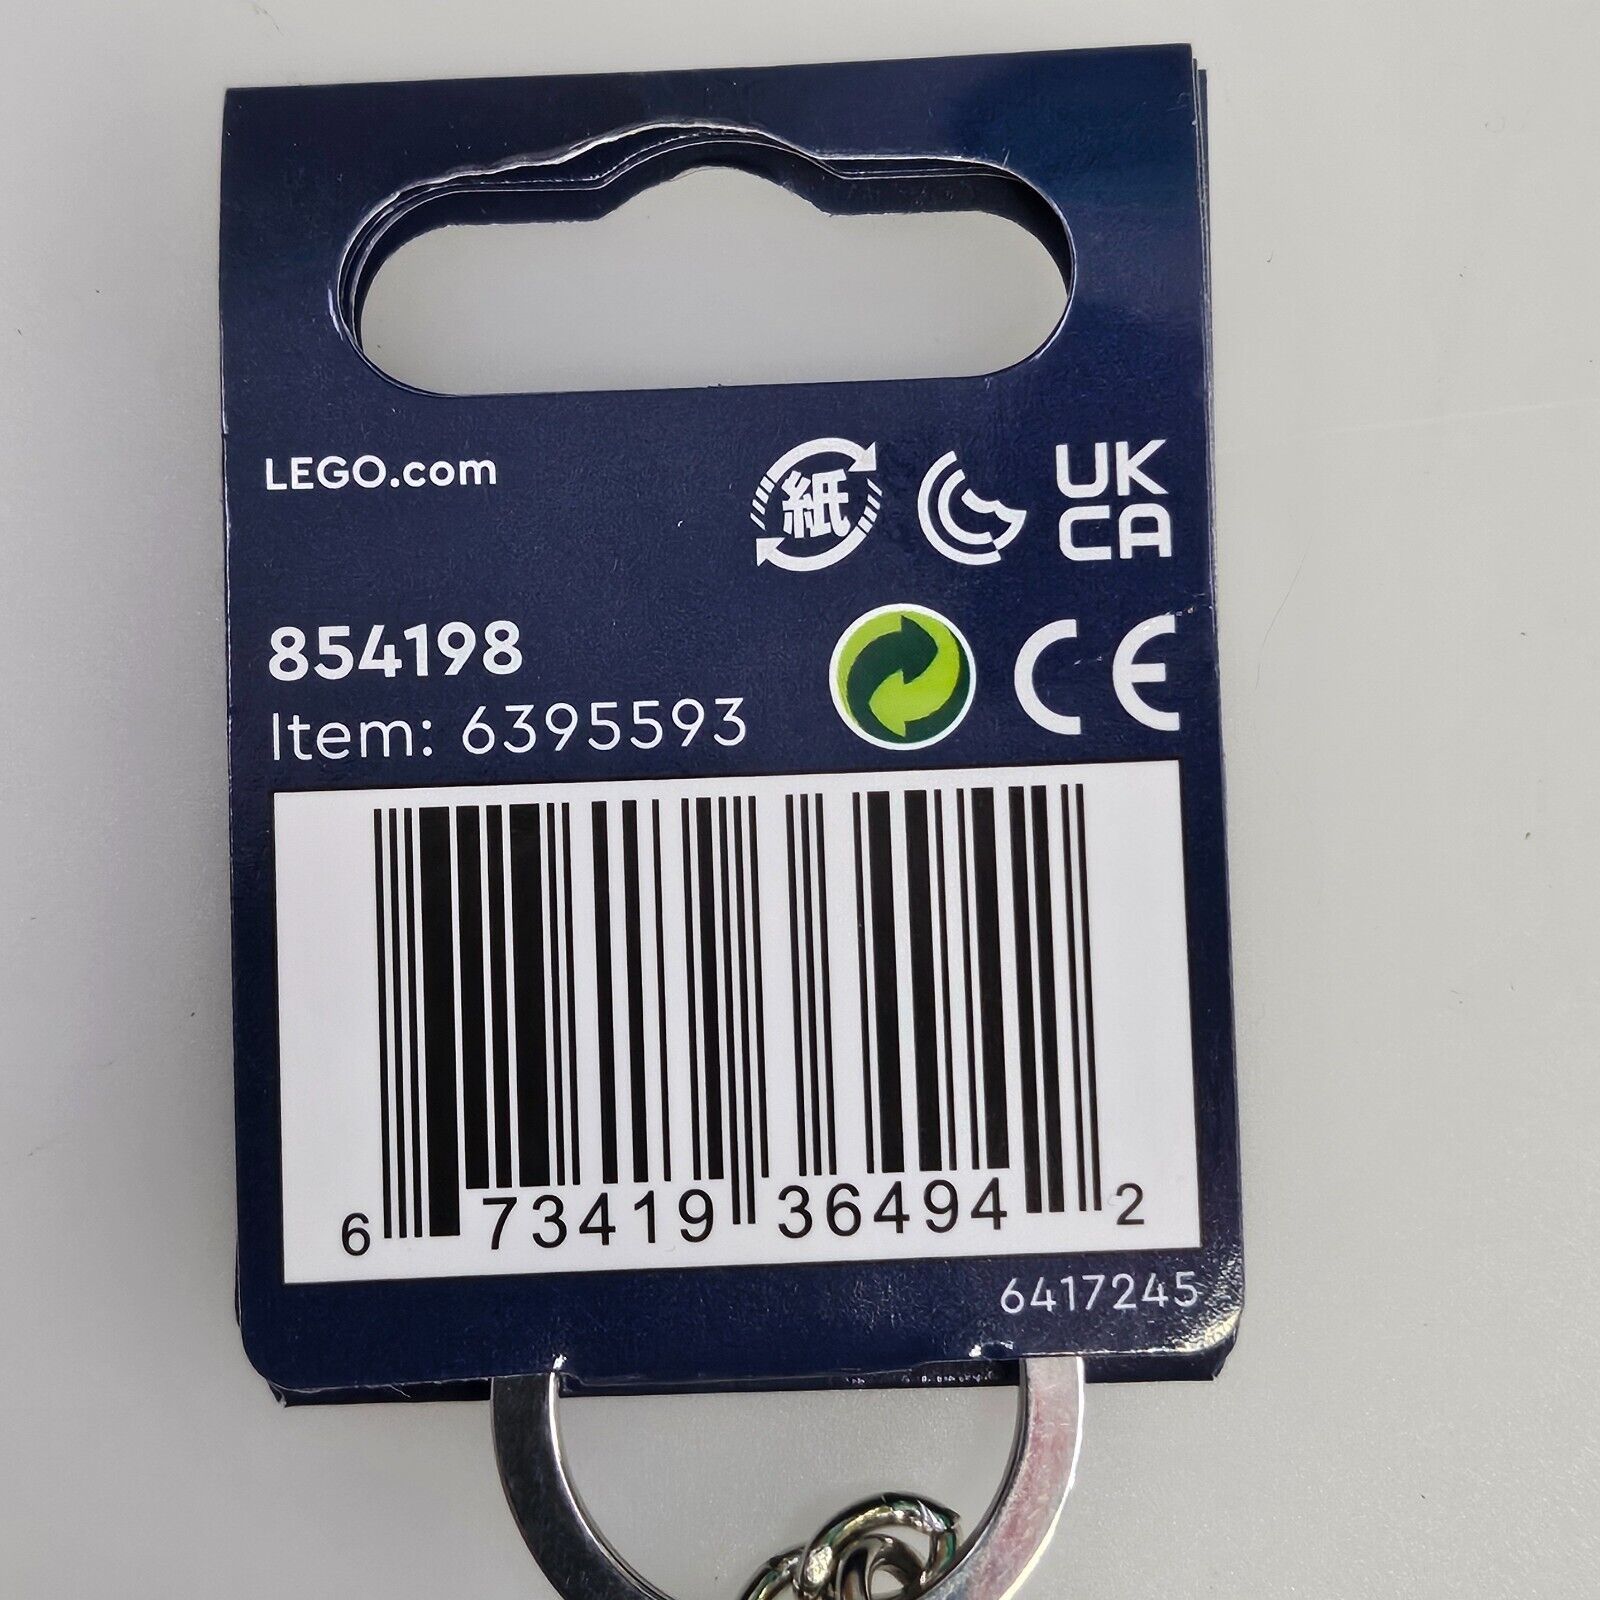 LEGO.com
紙
UK
CA
854198
CE
Item: 6395593
6 73419 36494 2
6417245